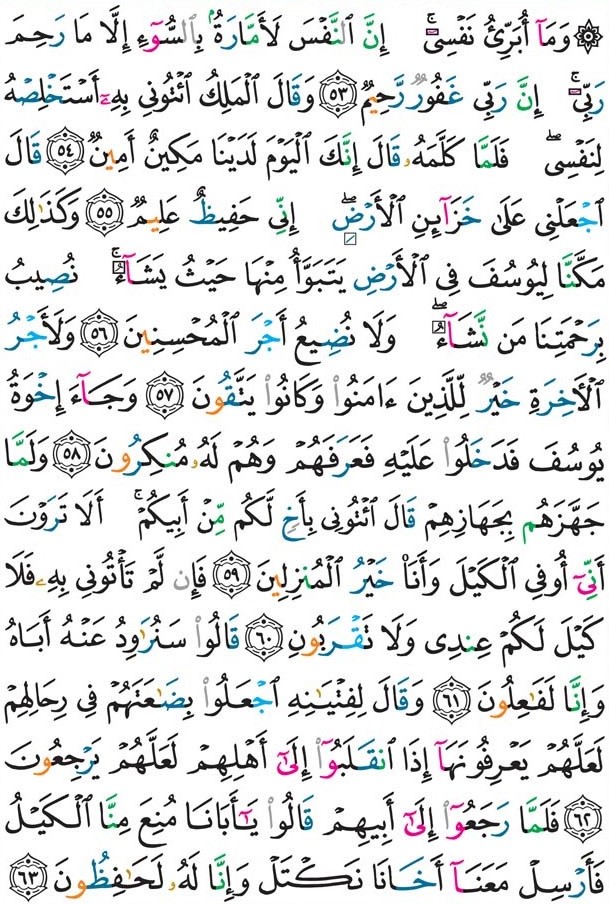 ۞ وَمَآ أُبَرِّئُ نَفْسِىٓ ۚ إِنَّ ٱلنَّفْسَ لَأَمَّارَةٌۢ بِٱلسُّوٓءِ إِلَّا مَا رَحِمَ
رَبِّىٓ ۚ إِنَّ رَبِّى غَفُورٌ رَّحِيمٌ ﴿٥٣﴾ وَقَالَ ٱلْمَلِكُ ٱئْتُونِى بِهِۦٓ أَسْتَخْلِصْهُ
لِنَفْسِى ۖ فَلَمَّا كَلَّمَهُۥ قَالَ إِنَّكَ ٱلْيَوْمَ لَدَيْنَا مَكِينٌ أَمِينٌ ﴿٥٤﴾ قَالَ
ٱجْعَلْنِى عَلَىٰ خَزَآئِنِ ٱلْأَرْضِ ۖ إِنِّى حَفِيظٌ عَلِيمٌ ﴿٥٥﴾ وَكَذَٰلِكَ
مَكَّنَّا لِيُوسُفَ فِى ٱلْأَرْضِ يَتَبَوَّأُ مِنْهَا حَيْثُ يَشَآءُ ۚ نُصِيبُ
بِرَحْمَتِنَا مَن نَّشَآءُ ۖ وَلَا نُضِيعُ أَجْرَ ٱلْمُحْسِنِينَ ﴿٥٦﴾ وَلَأَجْرُ
ٱلْأَخِرَةِ خَيْرٌ لِّلَّذِينَ ءَامَنُوا۟ وَكَانُوا۟ يَتَّقُونَ ﴿٥٧﴾ وَجَآءَ إِخْوَةُ
يُوسُفَ فَدَخَلُوا۟ عَلَيْهِ فَعَرَفَهُمْ وَهُمْ لَهُۥ مُنكِرُونَ ﴿٥٨﴾ وَلَمَّا
جَهَّزَهُم بِجَهَازِهِمْ قَالَ ٱئْتُونِى بِأَخٍ لَّكُم مِّنْ أَبِيكُمْ ۚ أَلَا تَرَوْنَ
أَنِّىٓ أُوفِى ٱلْكَيْلَ وَأَنَا۠ خَيْرُ ٱلْمُنزِلِينَ ﴿٥٩﴾ فَإِن لَّمْ تَأْتُونِى بِهِۦ فَلَا
كَيْلَ لَكُمْ عِندِى وَلَا تَقْرَبُونِ ﴿٦٠﴾ قَالُوا۟ سَنُرَٰوِدُ عَنْهُ أَبَاهُ
وَإِنَّا لَفَٰعِلُونَ ﴿٦١﴾ وَقَالَ لِفِتْيَٰنِهِ ٱجْعَلُوا۟ بِضَٰعَتَهُمْ فِى رِحَالِهِمْ
لَعَلَّهُمْ يَعْرِفُونَهَآ إِذَا ٱنقَلَبُوٓا۟ إِلَىٰٓ أَهْلِهِمْ لَعَلَّهُمْ يَرْجِعُونَ
﴿٦٢﴾ فَلَمَّا رَجَعُوٓا۟ إِلَىٰٓ أَبِيهِمْ قَالُوا۟ يَٰٓأَبَانَا مُنِعَ مِنَّا ٱلْكَيْلُ
فَأَرْسِلْ مَعَنَآ أَخَانَا نَكْتَلْ وَإِنَّا لَهُۥ لَحَٰفِظُونَ ﴿٦٣﴾